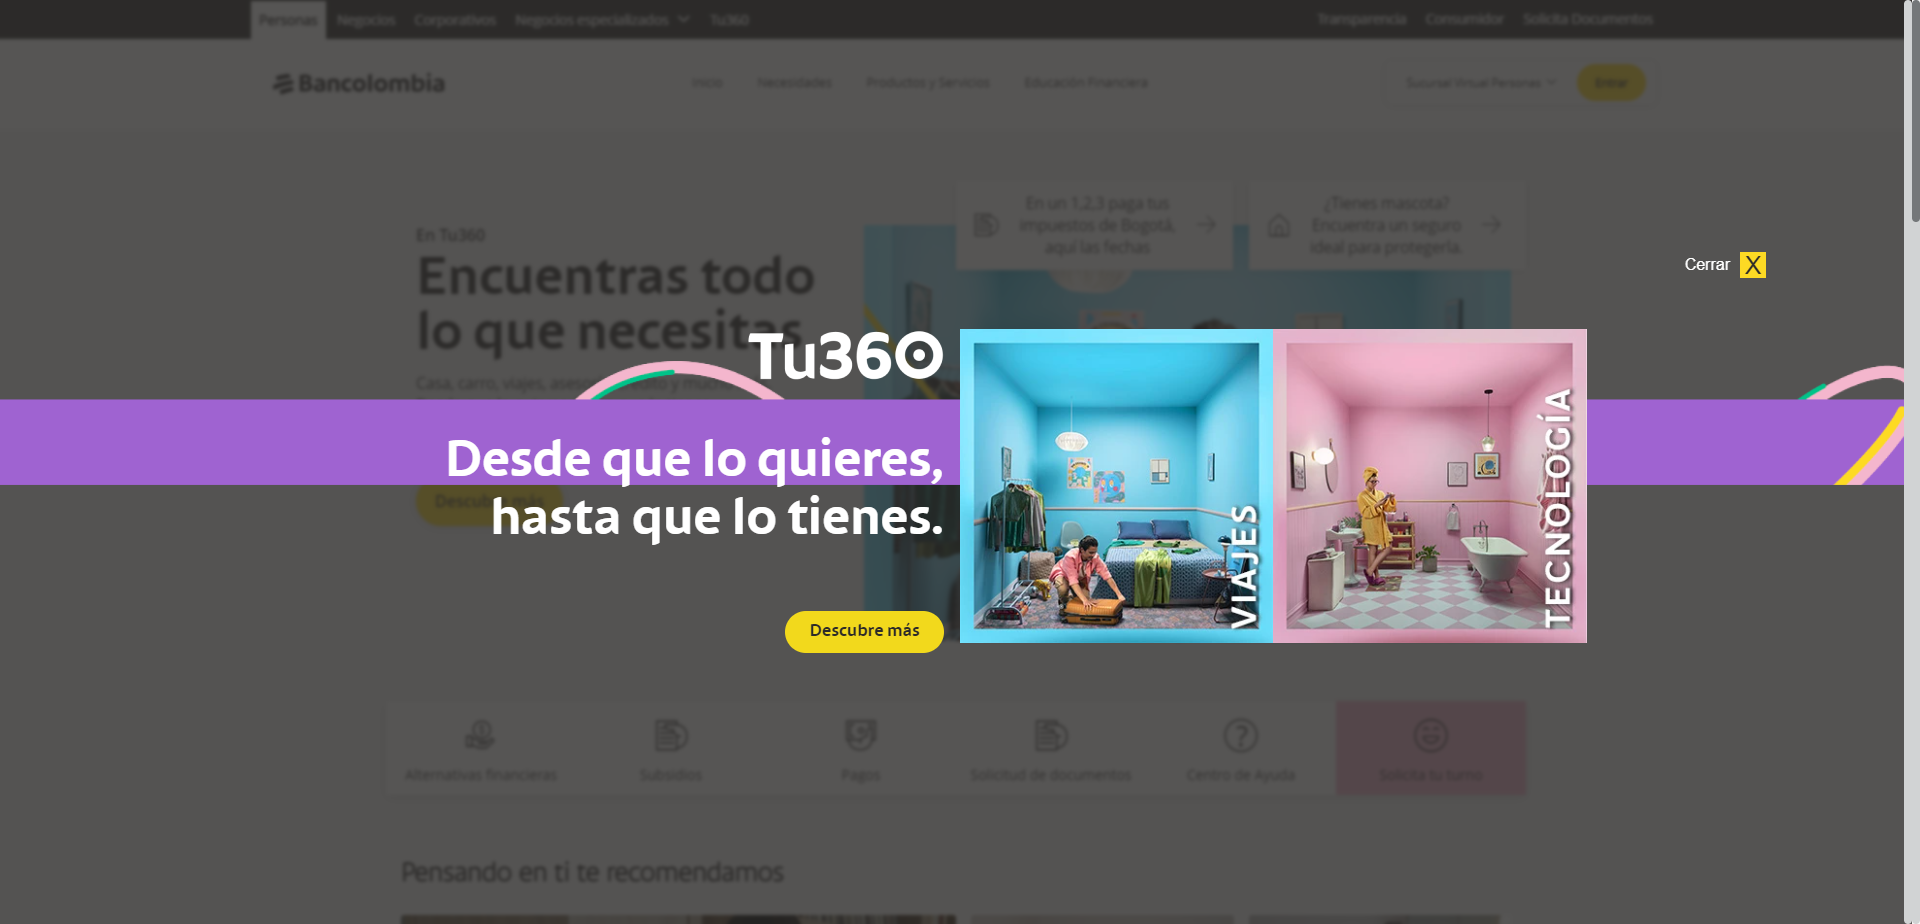 Personas
Negocios
Corporativos
Negocios especializados
Tu360
Transparencia
Consumidor
Solicita Documentos
Bancolombia
Inicio
Necesidades
Productos y Servicios
Educación Financiera
Sucursal Virtual Personas
Entrar
En un 1,2,3 paga tus
impuestos de Bogotá,
aquí las fechas
¿Tienes mascota?
Encuentra un seguro
ideal para protegerla.
En Tu360
Encuentras todo
lo que necesitas
Casa, carro, viajes,
Cerrar X
Tu360
Desde que lo quieres,
hasta que lo tienes.
Descubre más
Descubre más
VIAJES
TECNOLOGÍA
Alternativas financieras
Subsidios
Pagos
Solicitud de documentos
Centro de Ayuda
Solicita tu turno
Pensando en ti te recomendamos